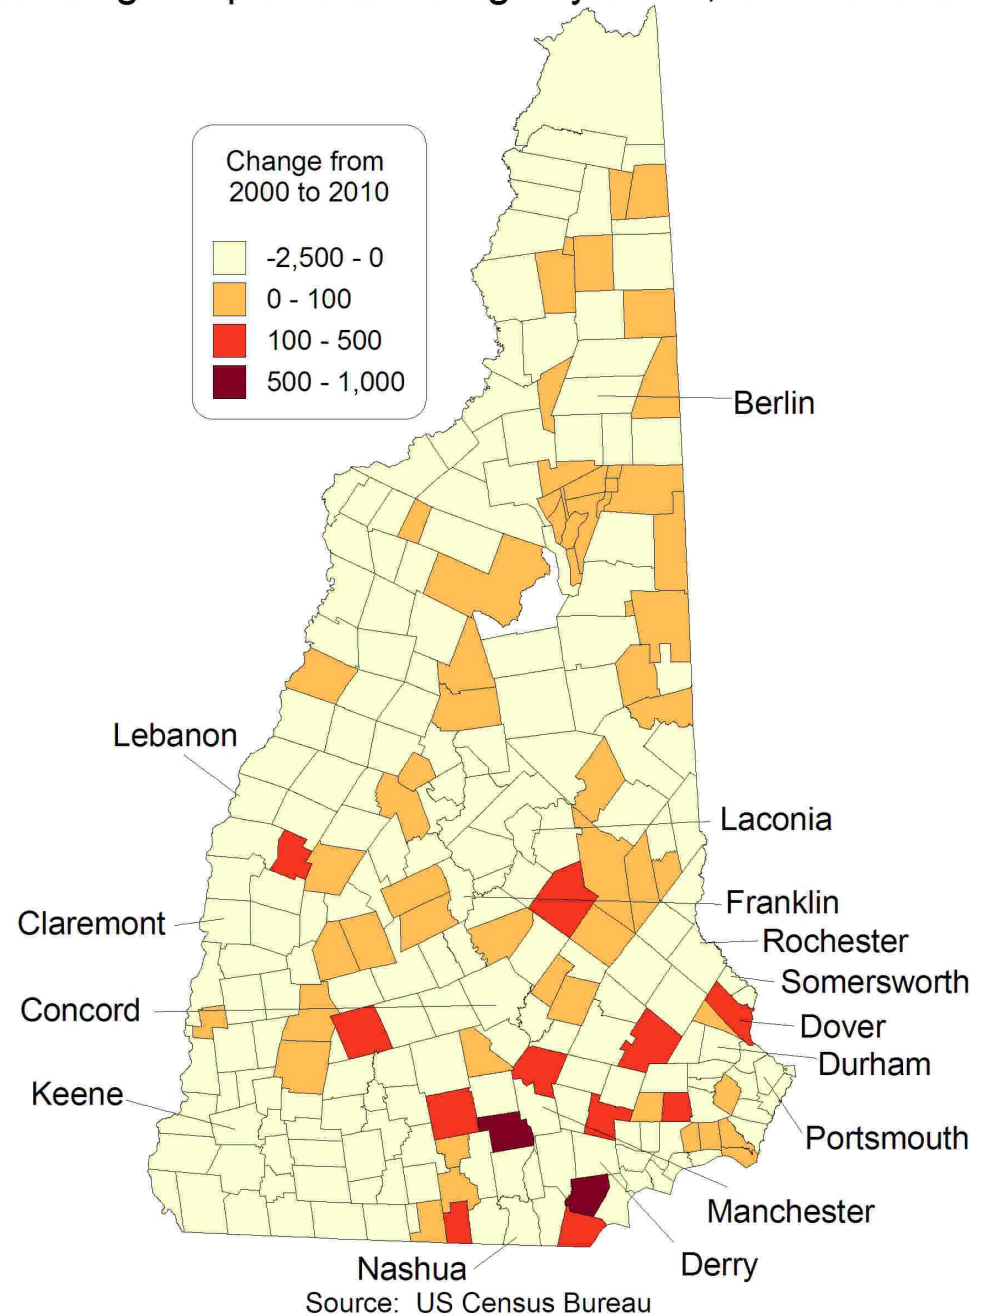 Change from
2000 to 2010
-2,500 - 0
0 - 100
100 - 500
500 - 1,000
Berlin
Lebanon
Laconia
Franklin
Claremont
Rochester
Somersworth
Concord
Dover
Durham
Keene
Portsmouth
Manchester
Derry
Nashua
Source: US Census Bureau